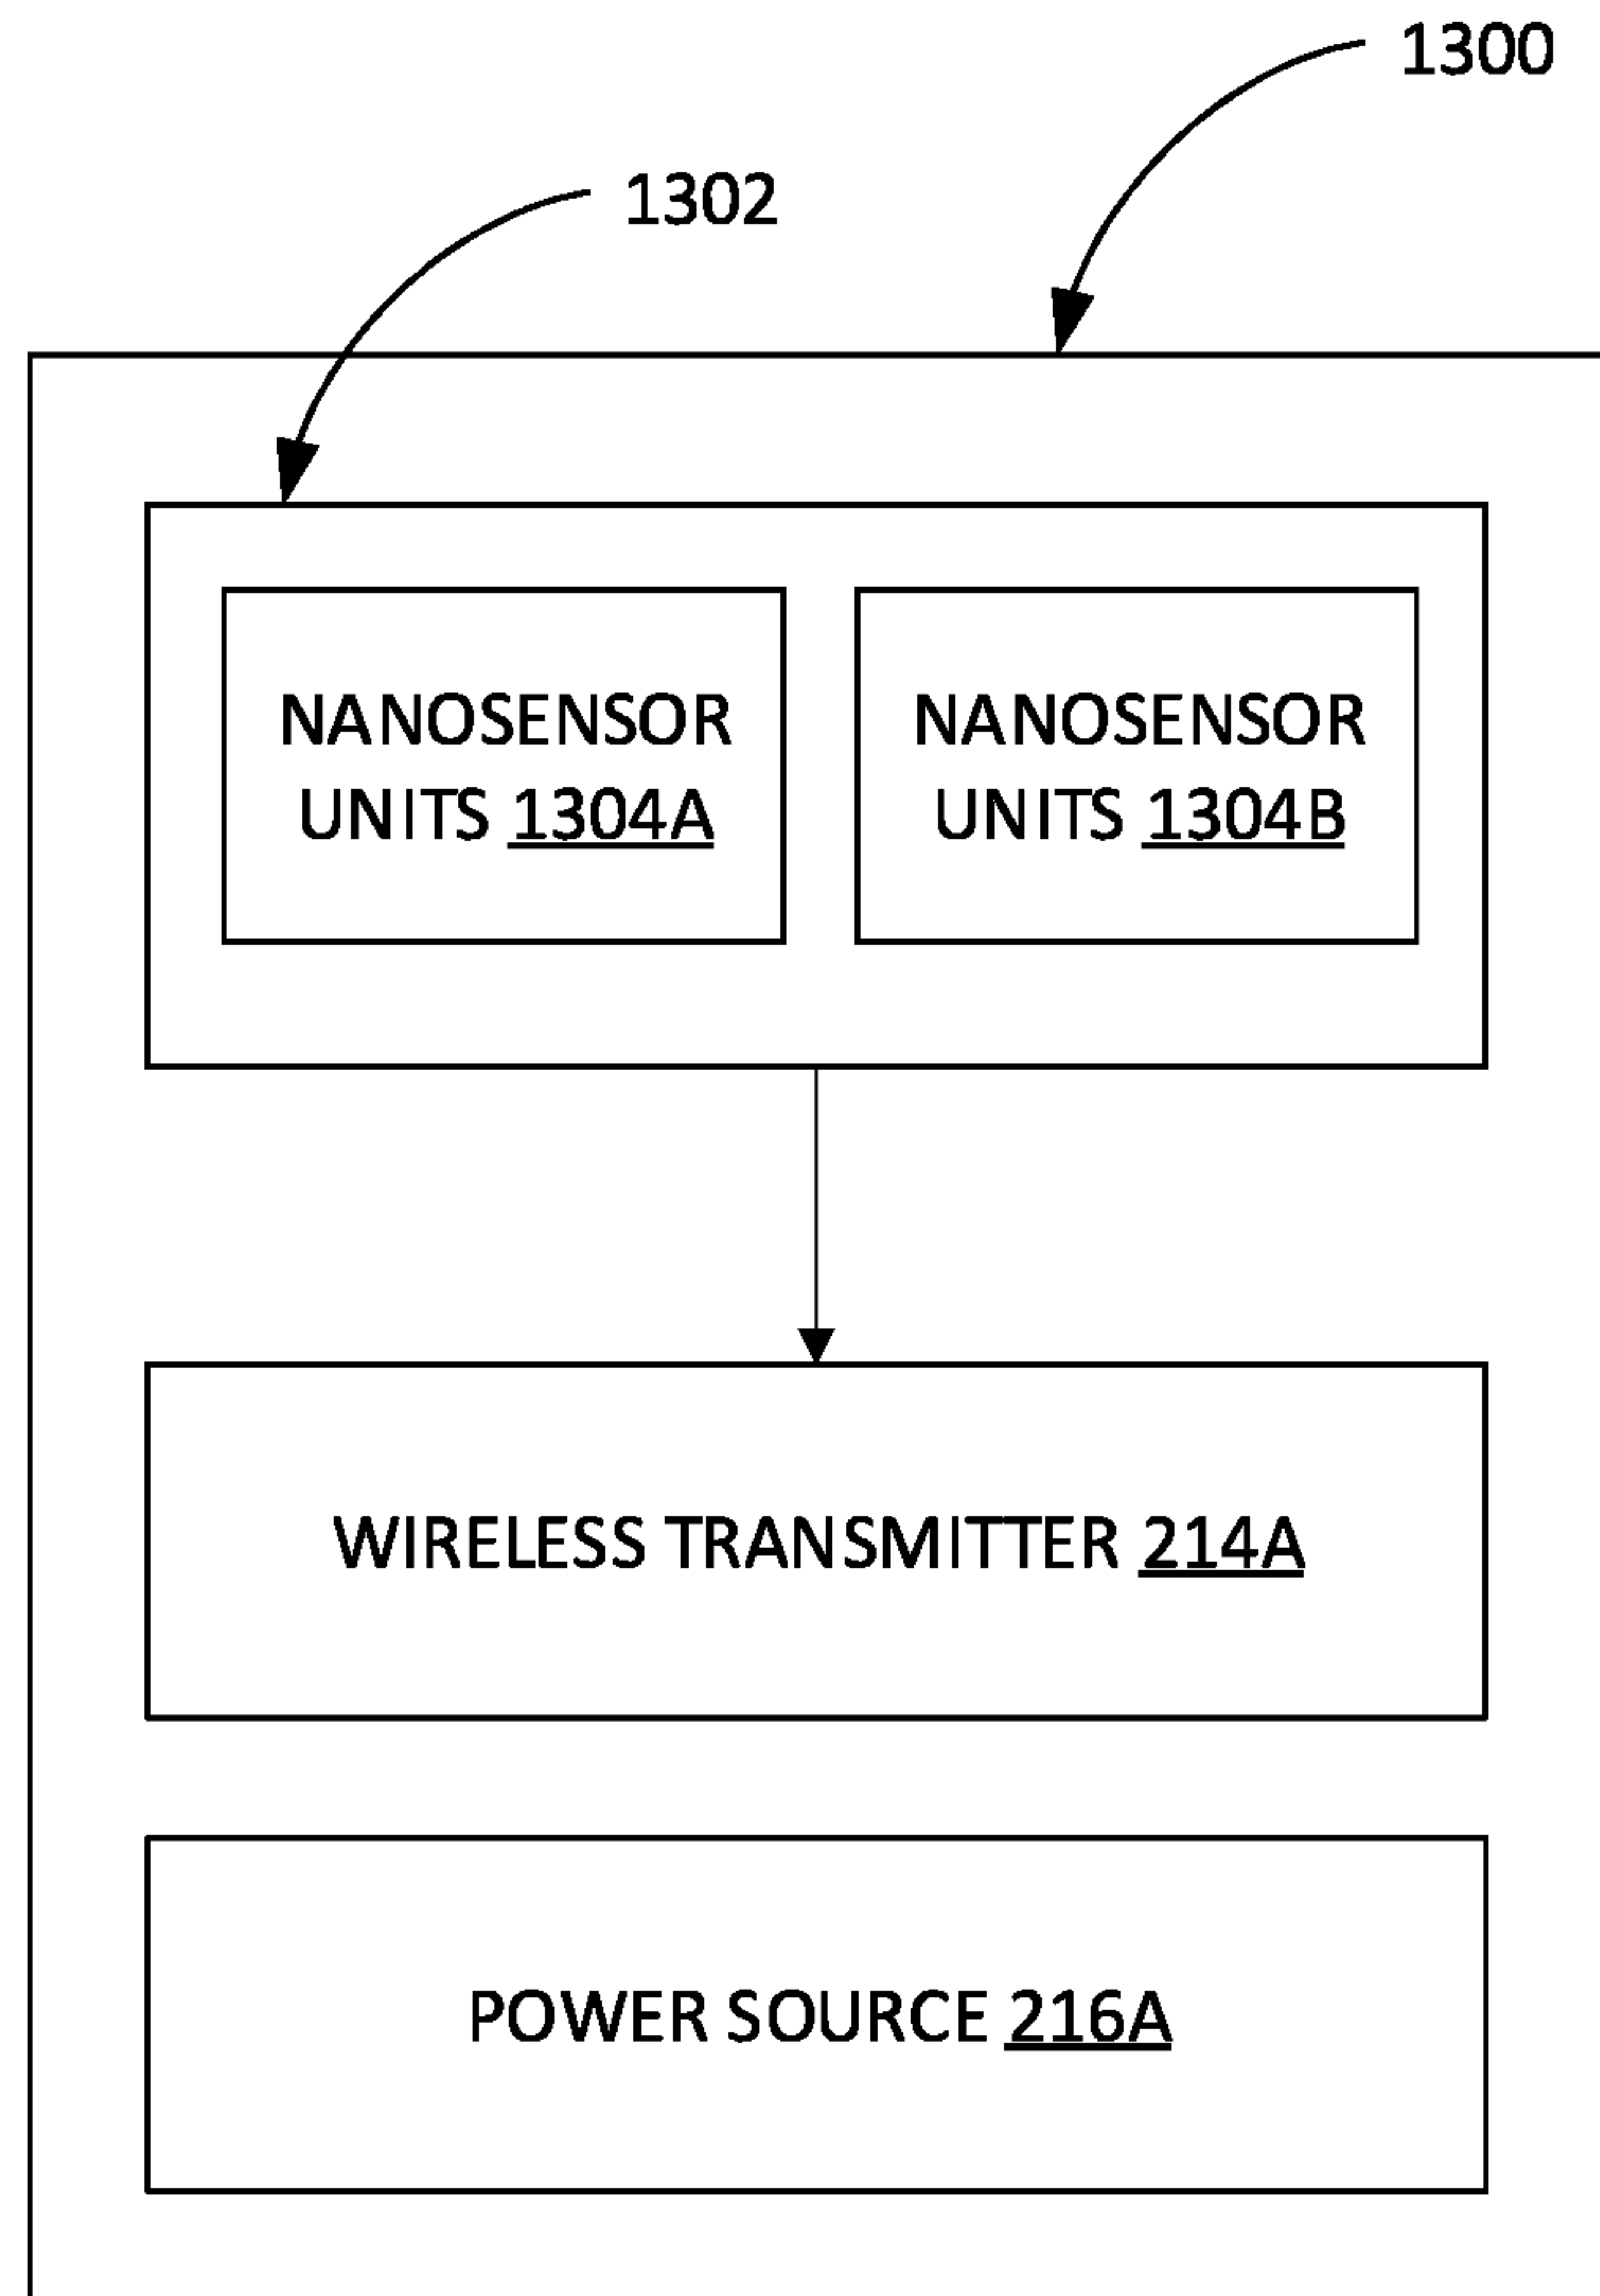 1300
1302
NANOSENSOR
UNITS 1304A
NANOSENSOR
UNITS 1304B
WIRELESS TRANSMITTER 214A
POWER SOURCE 216A